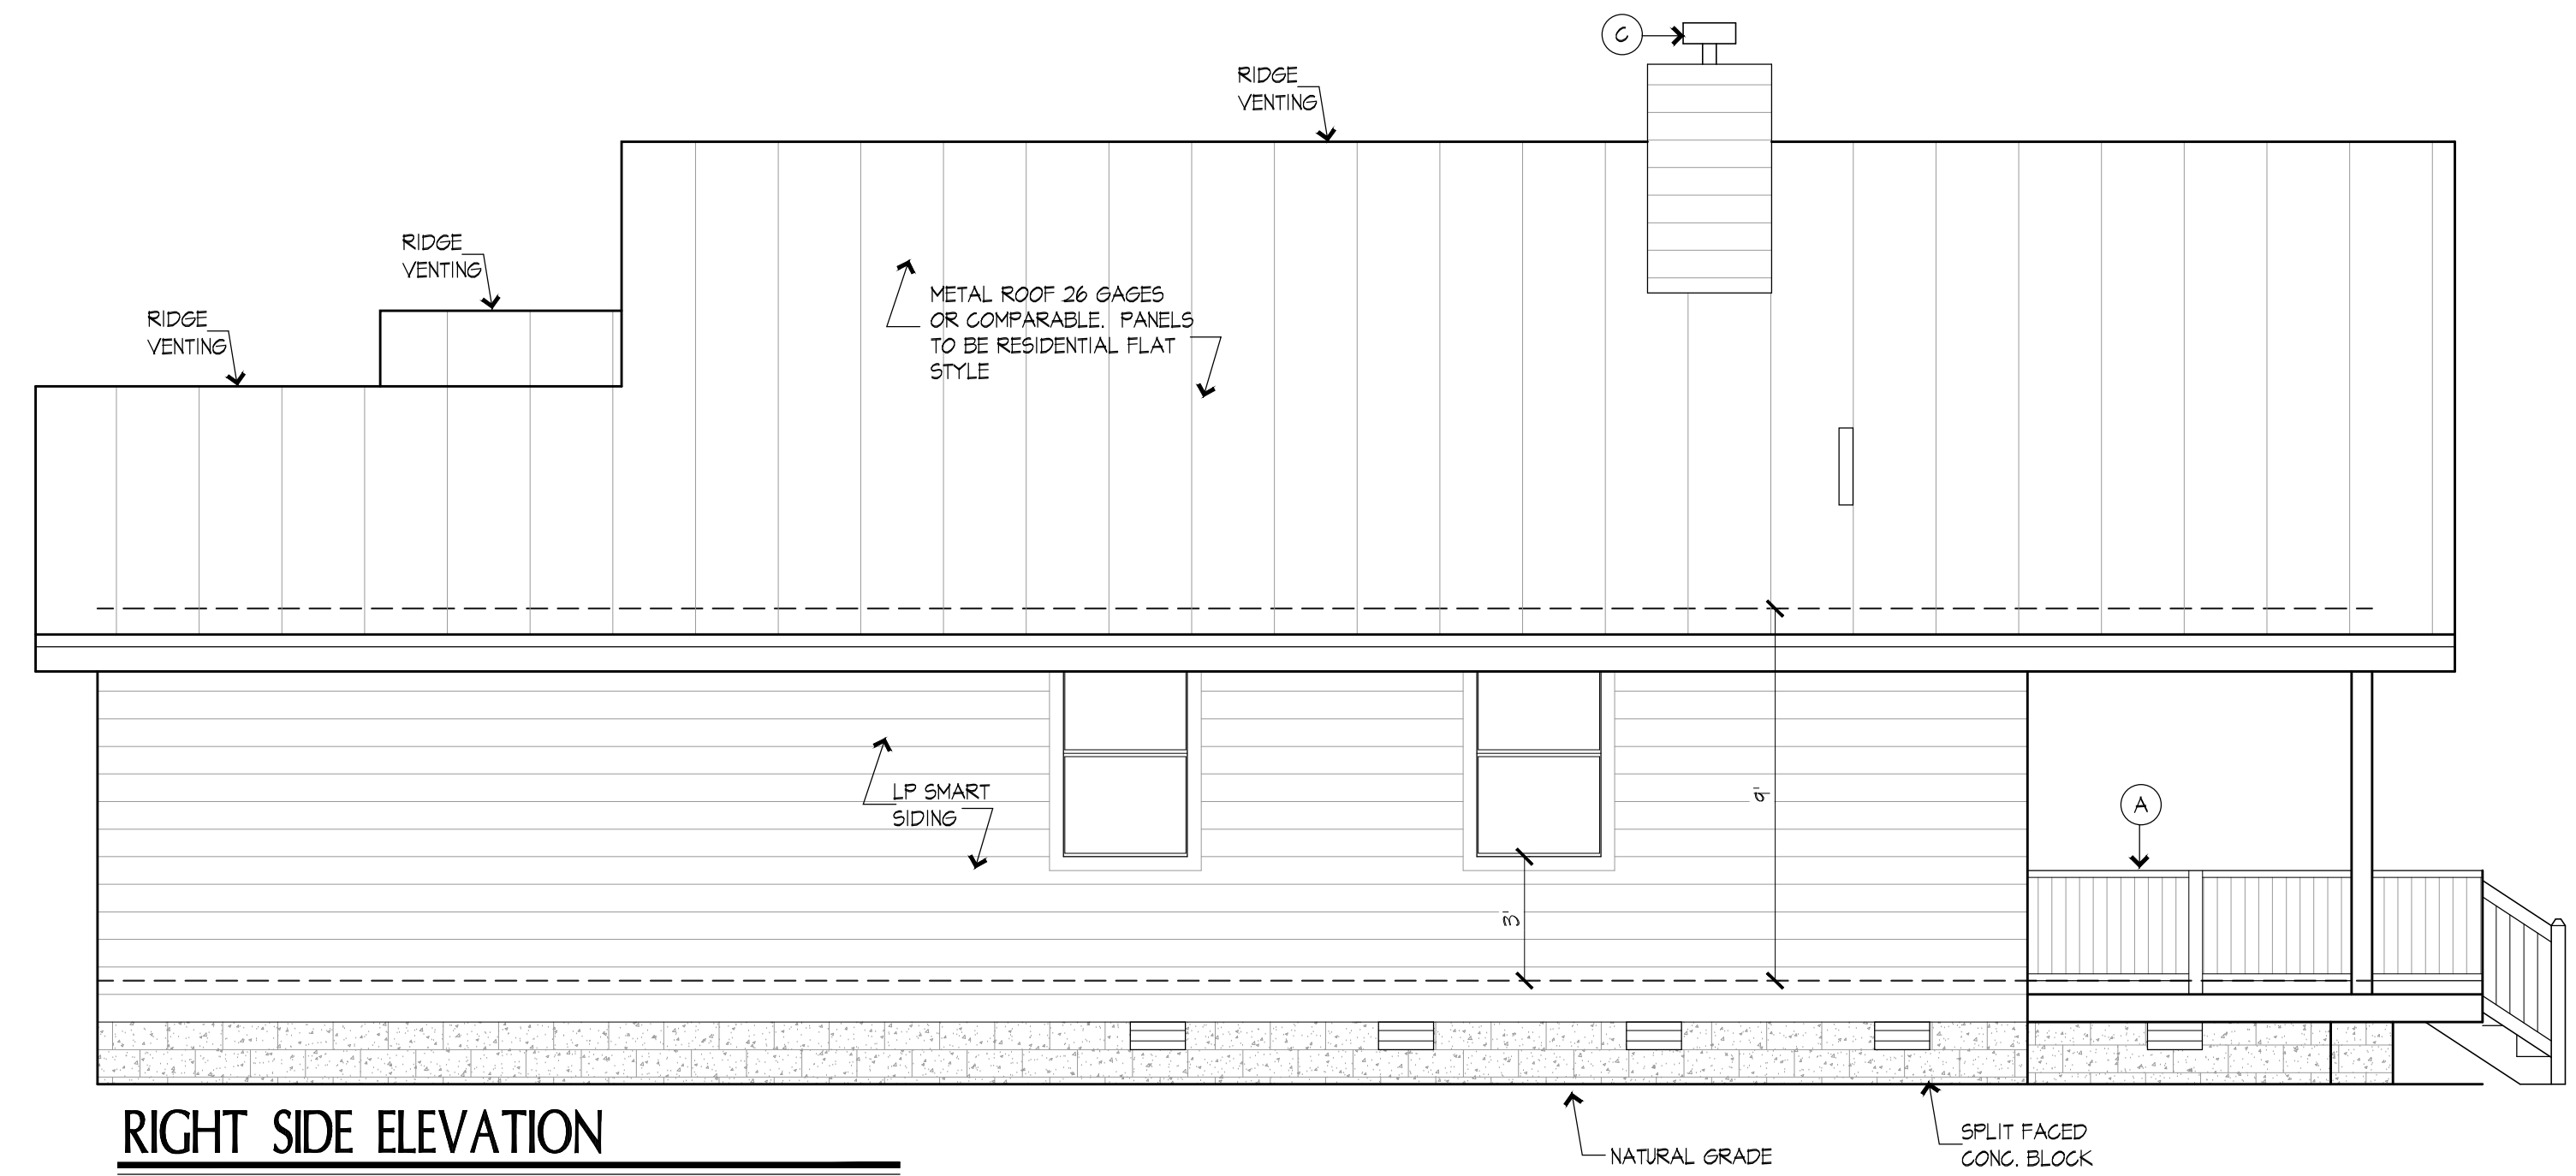 C
RIDGE
VENTING
RIDGE
VENTING
RIDGE
VENTING
METAL ROOF 26 GAGES
OR COMPARABLE. PANELS
TO BE RESIDENTIAL FLAT
STYLE
LP SMART
SIDING
9'
A
3'
RIGHT SIDE ELEVATION
NATURAL GRADE
SPLIT FACED
CONC. BLOCK